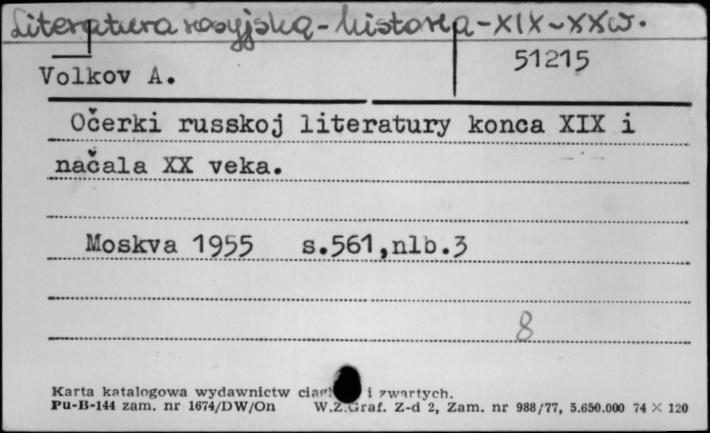 Literatura rosyjska - historia - XIX - XX w.
51215
Volkov A.
Očerki russkoj literatury konca XIX i
načala XX veka.
Moskva 1955 s.561,nlb.3
8
Karta katalogowa wydawnictw i zwartych.
Pu-B-144 zam. nr 1674/DW/On W.Z.Graf. Z-d 2, Zam. nr 988/77, 5.650.000 74 × 120